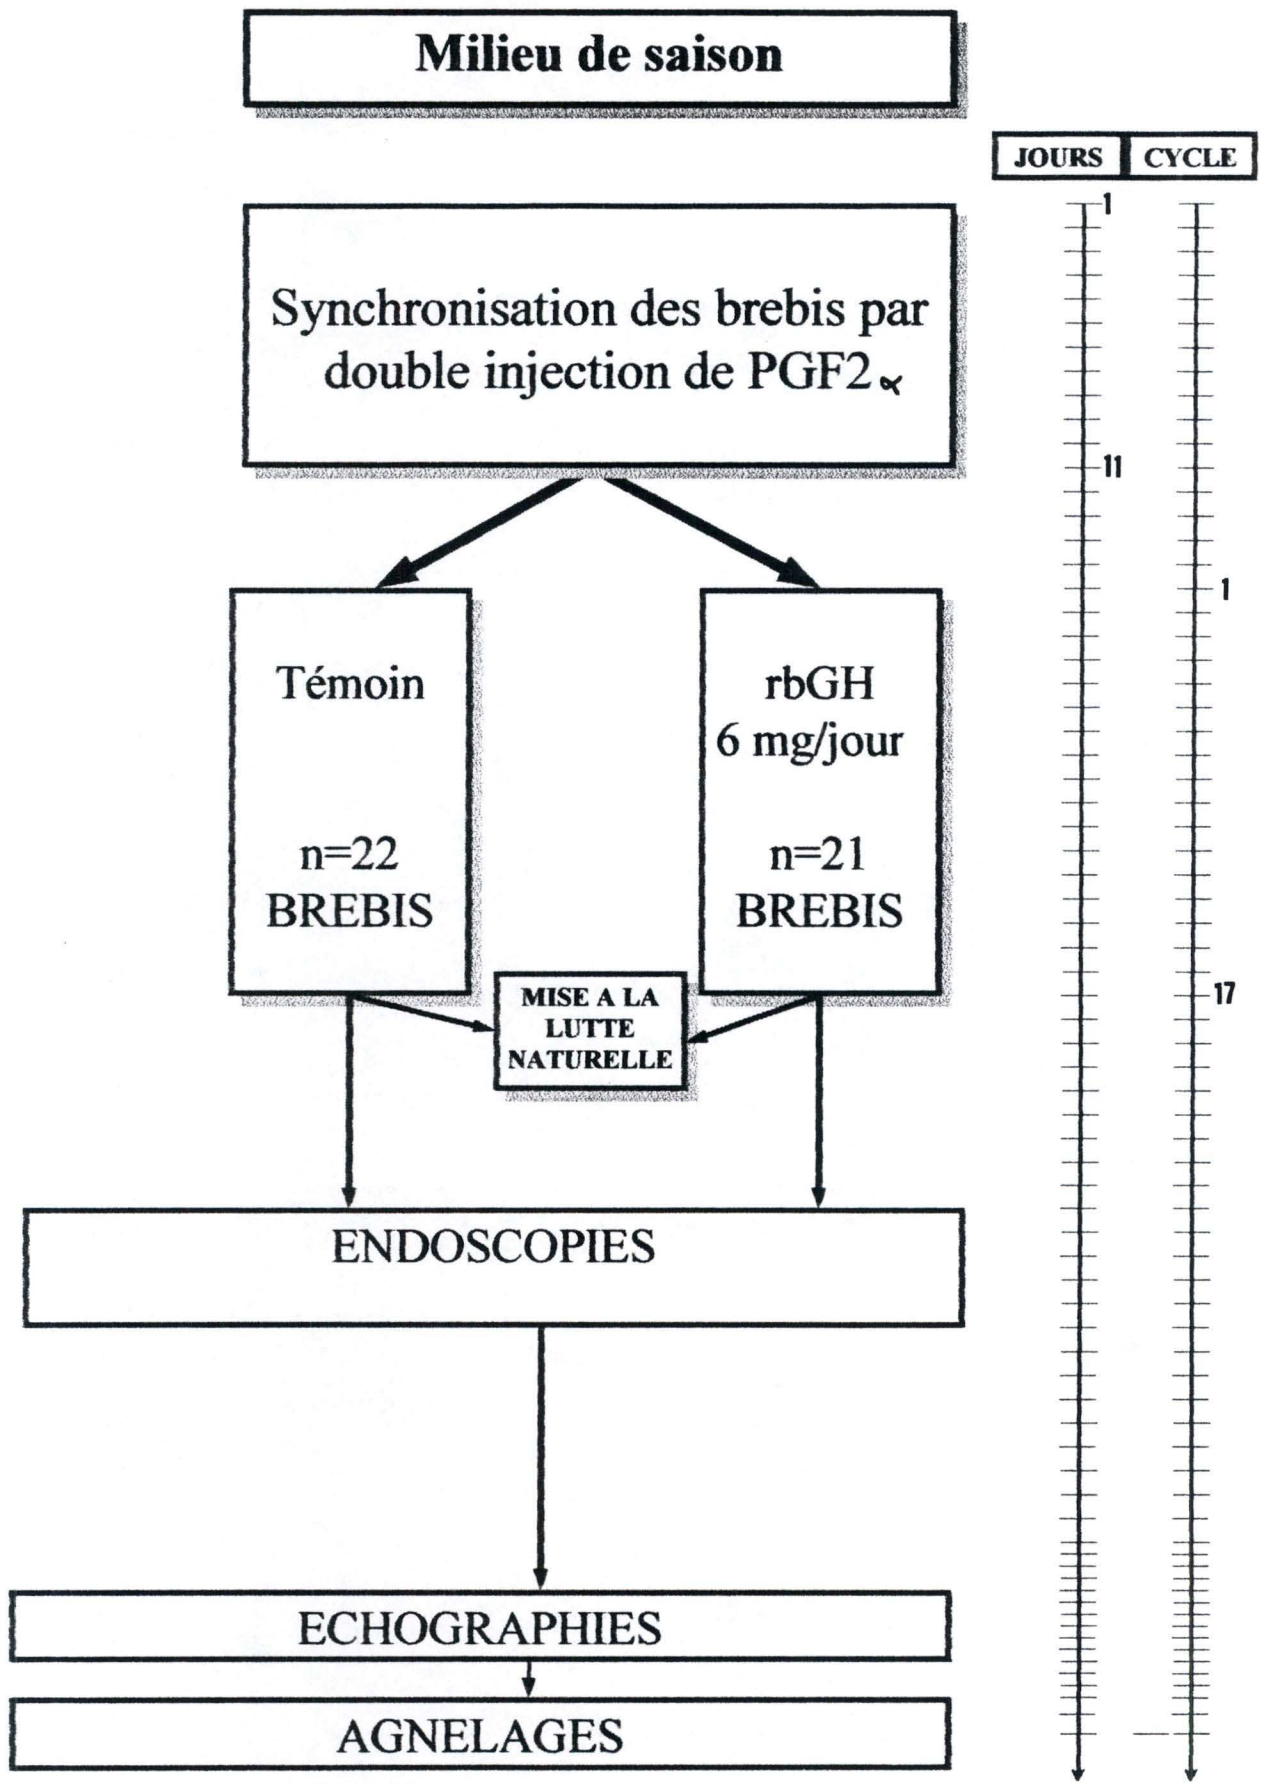 Milieu de saison
JOURS
CYCLE
1
Synchronisation des brebis par
double injection de PGF2α
11
1
Témoin
n=22
BREBIS
rbGH
6 mg/jour
n=21
BREBIS
17
MISE A LA
LUTTE
NATURELLE
ENDOSCOPIES
ECHOGRAPHIES
AGNELAGES